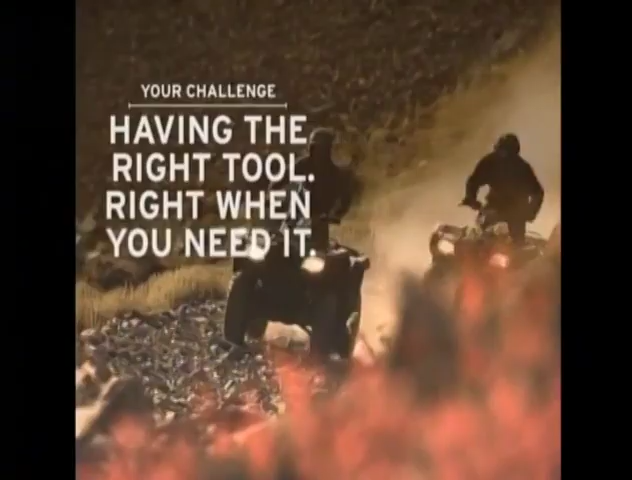 YOUR CHALLENGE
HAVING THE
RIGHT TOOL.
RIGHT WHEN
YOU NEED IT.